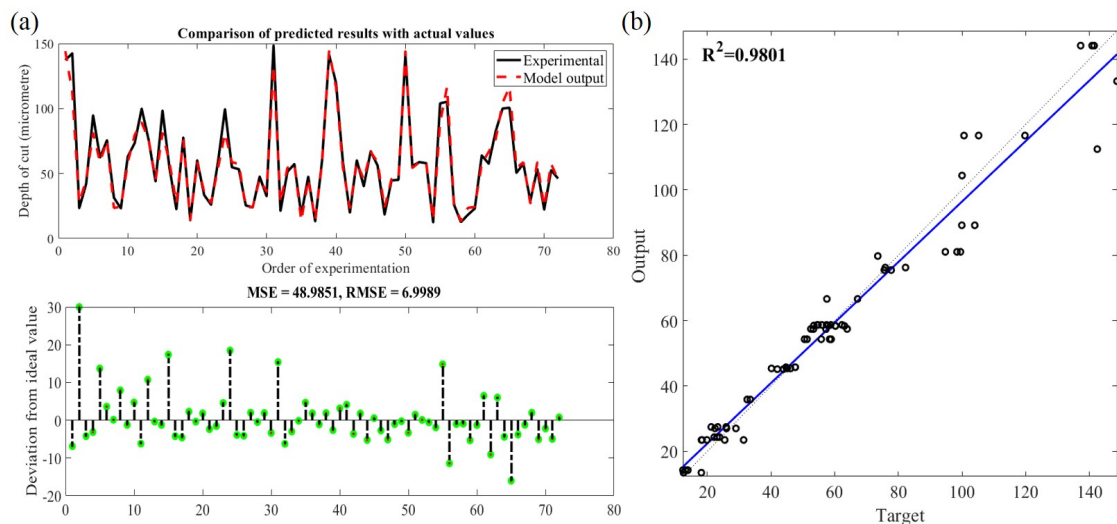 (a)
Comparison of predicted results with actual values
Depth of cut (micrometre)
150
100
50
0
Experimental
Model output
0 10 20 30 40 50 60 70 80
Order of experimentation
MSE = 48.9851, RMSE = 6.9989
Deviation from ideal value
30
20
10
0
-10
-20
0 10 20 30 40 50 60 70 80
(b)
R²=0.9801
Output
140
120
100
80
60
40
20
20 40 60 80 100 120 140
Target